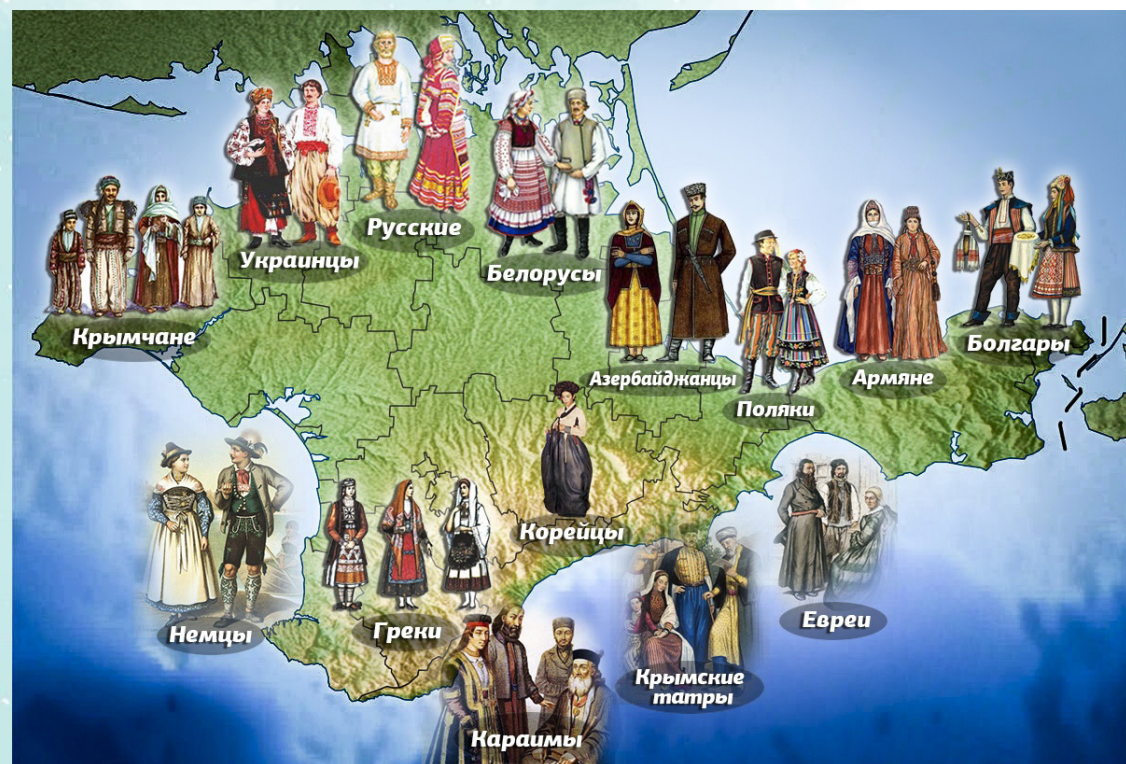 Русские
Украинцы
Белорусы
Крымчане
Болгары
Азербайджанцы
Армяне
Поляки
Корейцы
Евреи
Немцы
Греки
Крымские
татры
Караимы